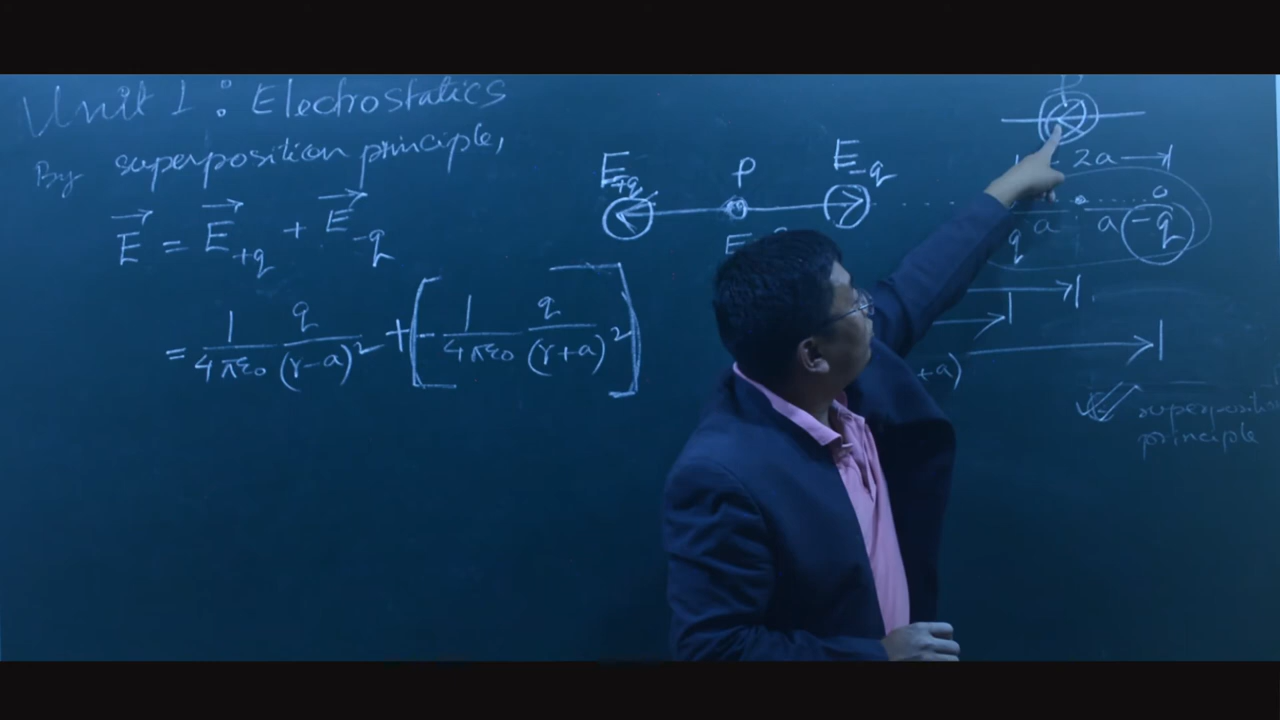 Unit 1 : Electrostatics
By superposition principle,
E⃗ = E⃗+q + E⃗-q
= 1/4πε₀ q/(r-a)² + [- 1/4πε₀ q/(r+a)²]
E+q P E-q
P
2a
q a a -q
+a)
superposition
principle